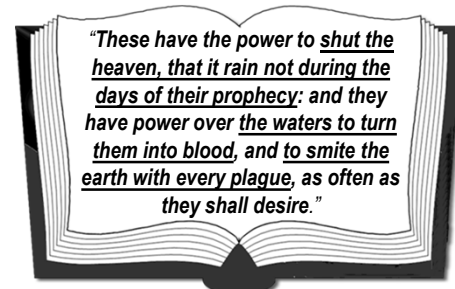 “These have the power to shut the
heaven, that it rain not during the
days of their prophecy: and they
have power over the waters to turn
them into blood, and to smite the
earth with every plague, as often as
they shall desire.”